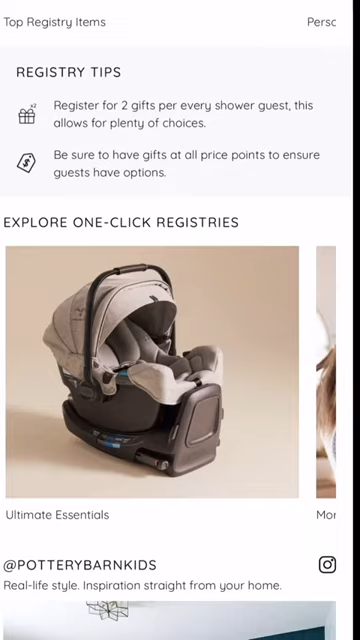 Top Registry Items
REGISTRY TIPS
x2
Register for 2 gifts per every shower guest, this
allows for plenty of choices.
$
Be sure to have gifts at all price points to ensure
guests have options.
EXPLORE ONE-CLICK REGISTRIES
Ultimate Essentials
@POTTERYBARNKIDS
Real-life style. Inspiration straight from your home.